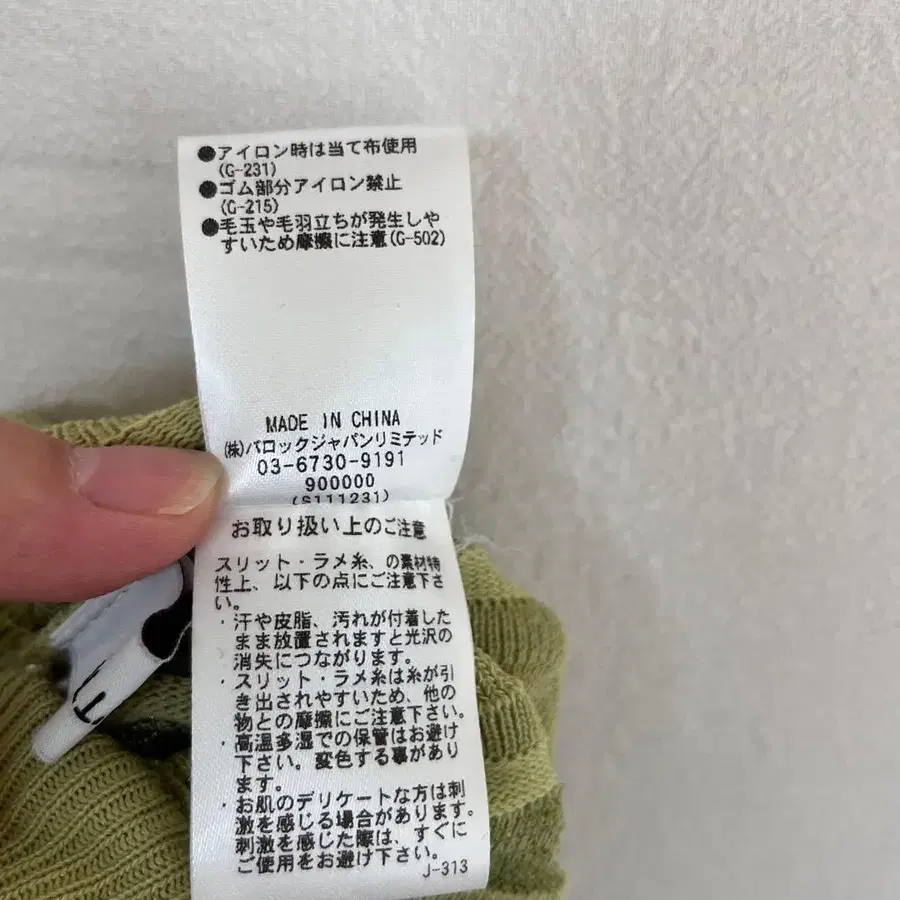 ●アイロン時は当て布使用
(G-231)
●ゴム部分アイロン禁止
(G-215)
●毛玉や毛羽立ちが発生しや
すいため摩擦に注意(G-502)
MADE IN CHINA
(株)バロックジャパンリミテッド
03-6730-9191
900000
(S111231)
お取り扱い上のご注意
スリット・ラメ糸、の素材特
性上、以下の点にご注意下さ
い。
・汗や皮脂、汚れが付着した
まま放置されますと光沢の
消失につながります。
・スリット・ラメ糸は糸が引
き出されやすいため、他の
物との摩擦にご注意下さい。
・高温多湿での保管はお避け
下さい。変色する事があり
ます。
・お肌のデリケートな方は刺
激を感じる場合があります。
刺激を感じた際は、すぐに
ご使用をお避け下さい。
J-313